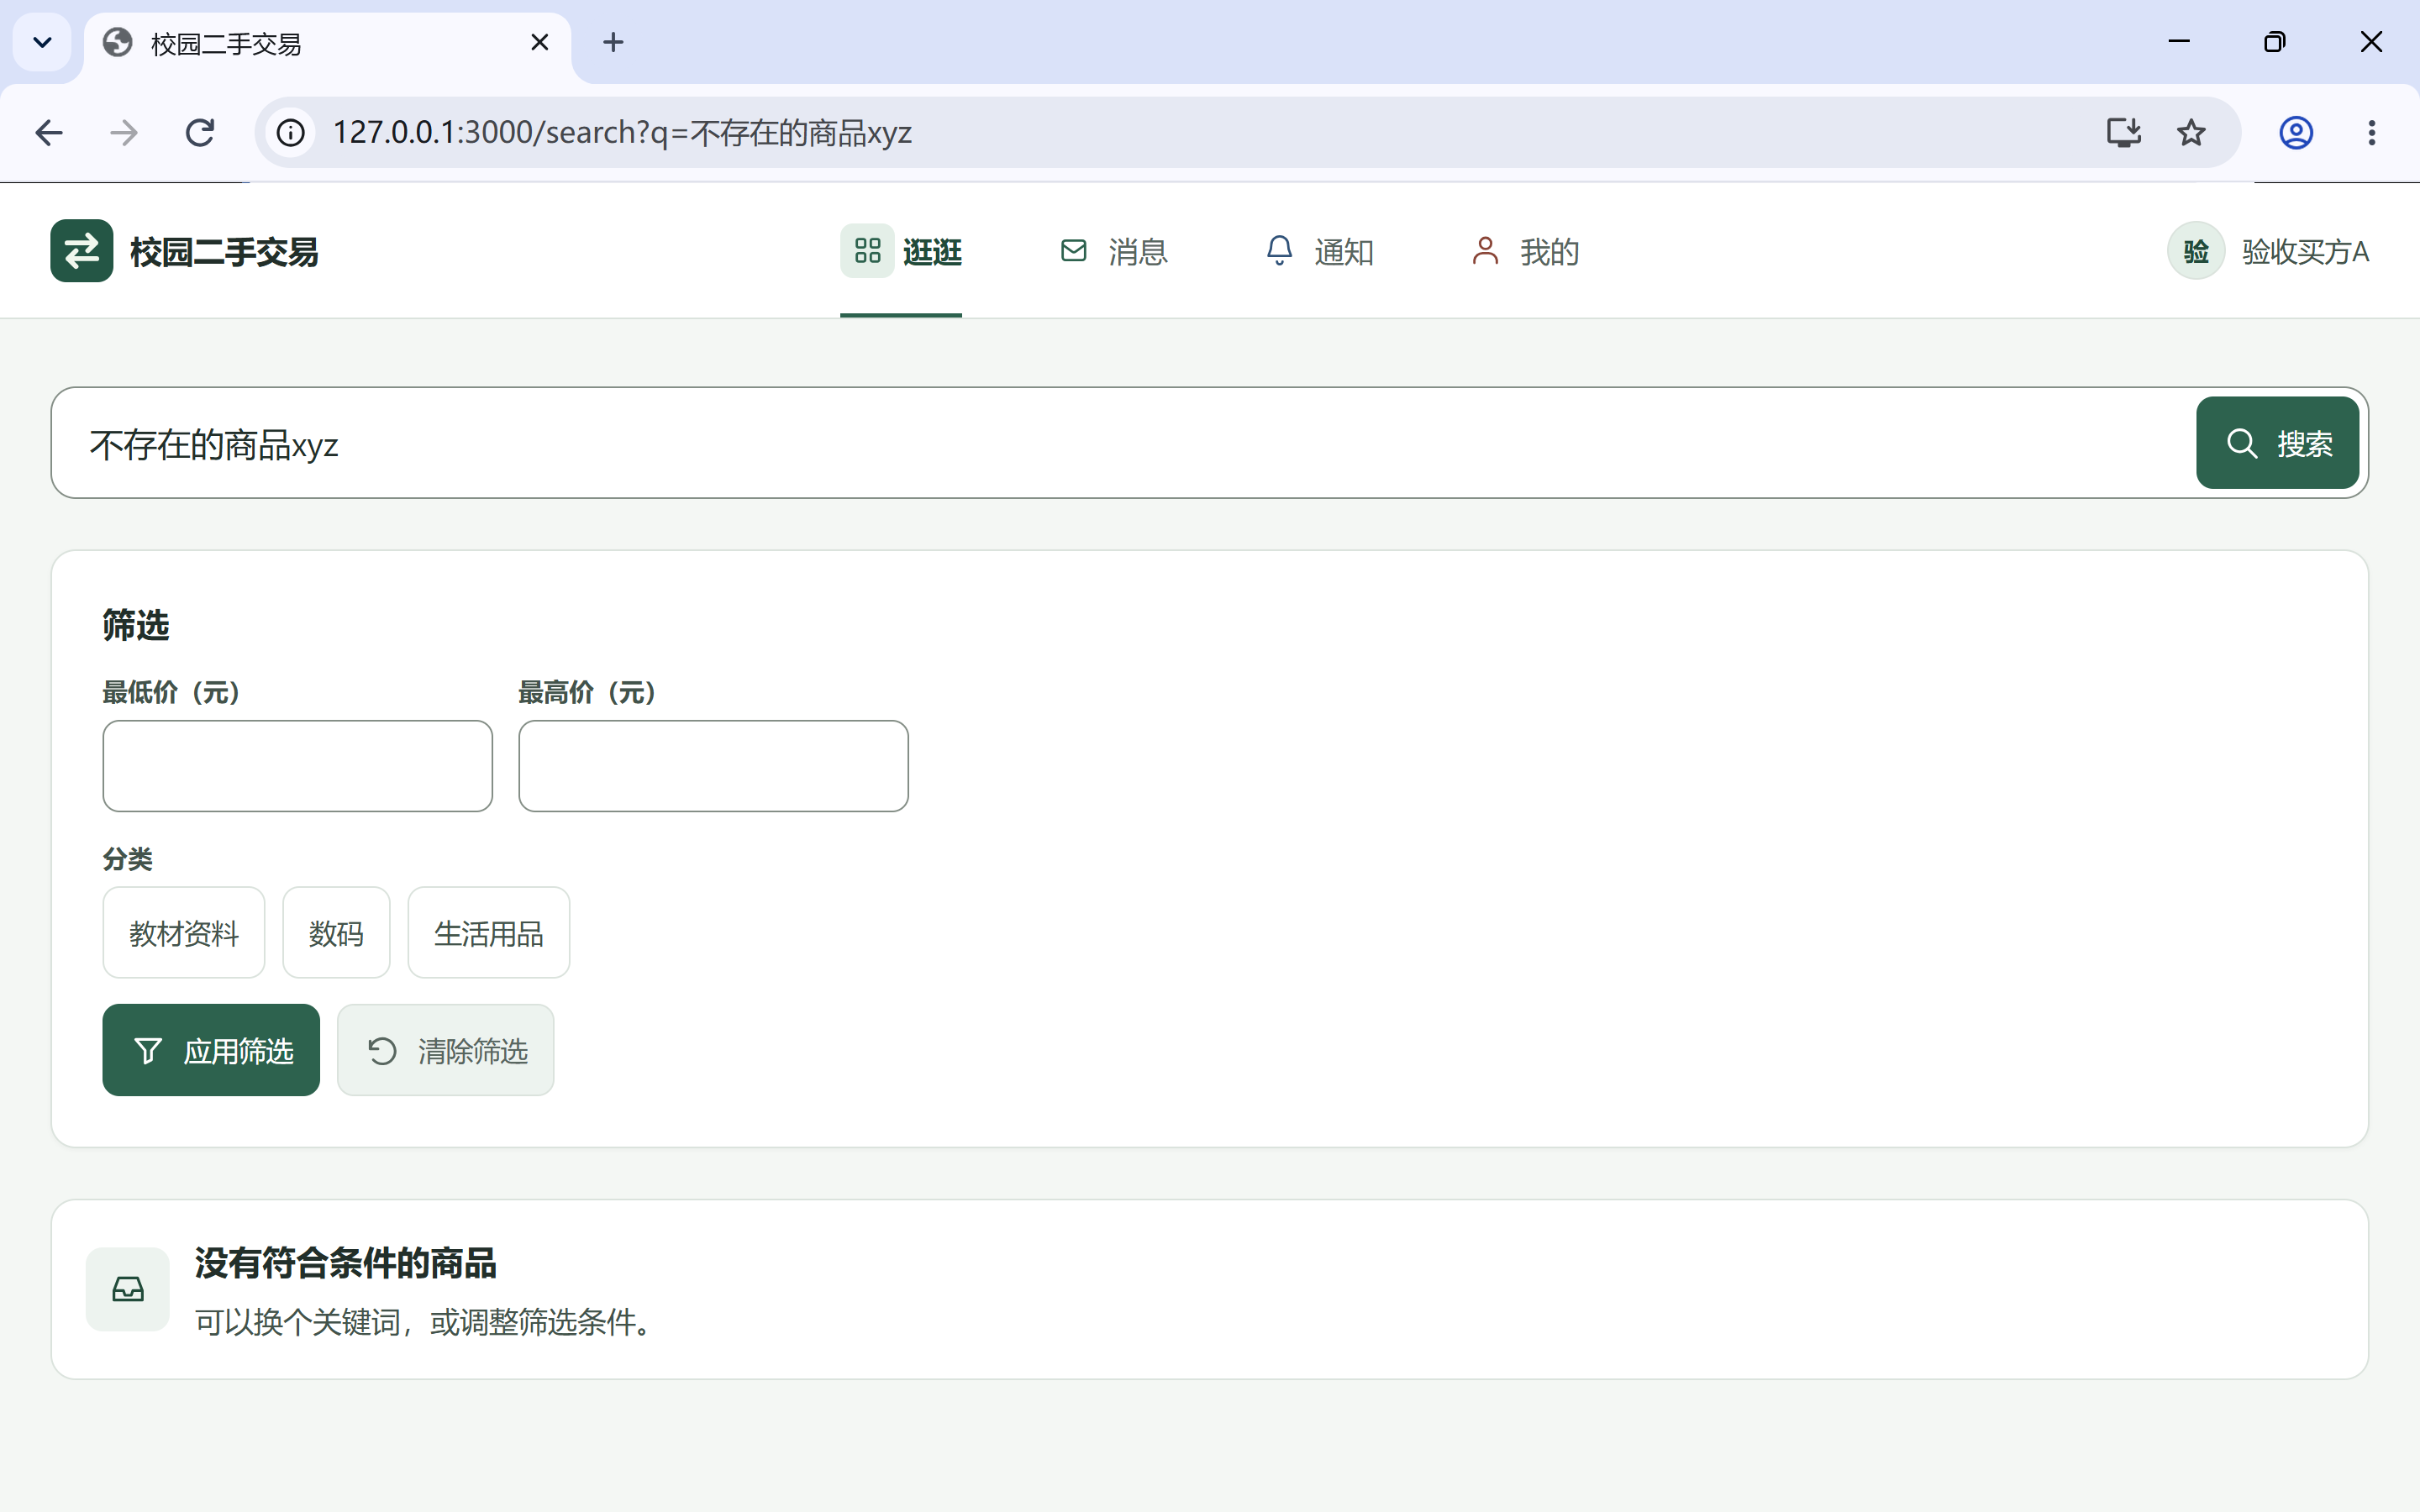 校园二手交易
127.0.0.1:3000/search?q=不存在的商品xyz
校园二手交易
逛逛 消息 通知 我的
验 验收买方A
不存在的商品xyz
搜索
筛选
最低价（元） 最高价（元）
分类
教材资料 数码 生活用品
应用筛选 清除筛选
没有符合条件的商品
可以换个关键词，或调整筛选条件。